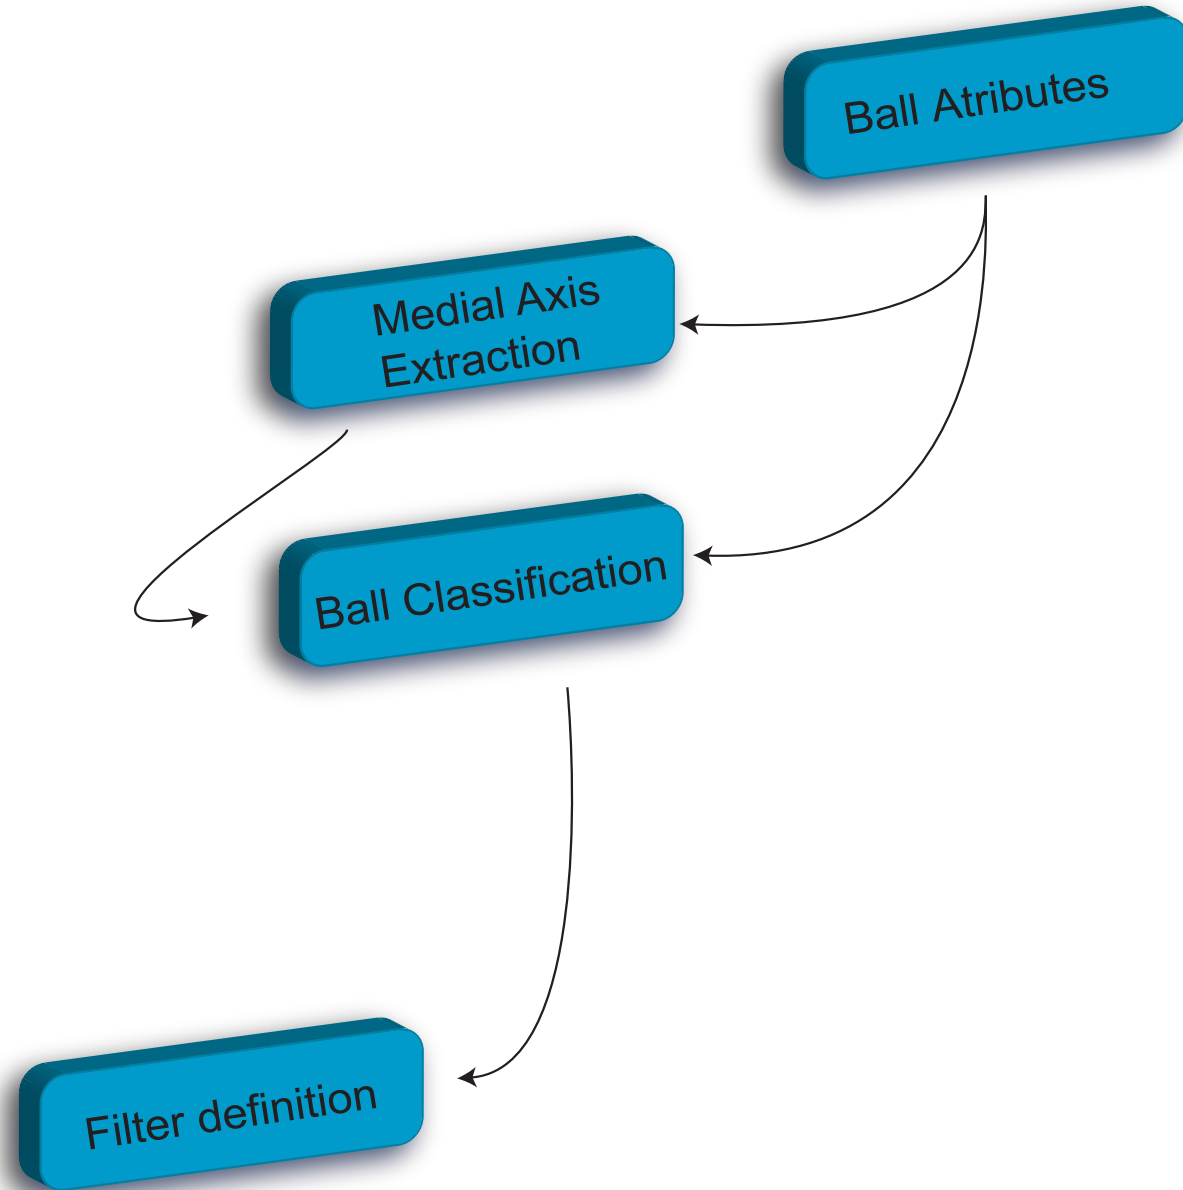 Ball Atributes
Medial Axis
Extraction
Ball Classification
Filter definition